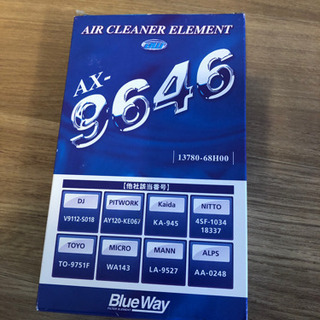 AIR CLEANER ELEMENT
AX-
9646
13780-68H00
【他社該当番号】
DJ
V9112-S018
PITWORK
AY120-KE067
Kaida
KA-945
NITTO
4SF-1034
18337
TOYO
TO-9751F
MICRO
WA143
MANN
LA-9527
ALPS
AA-0248
BlueWay